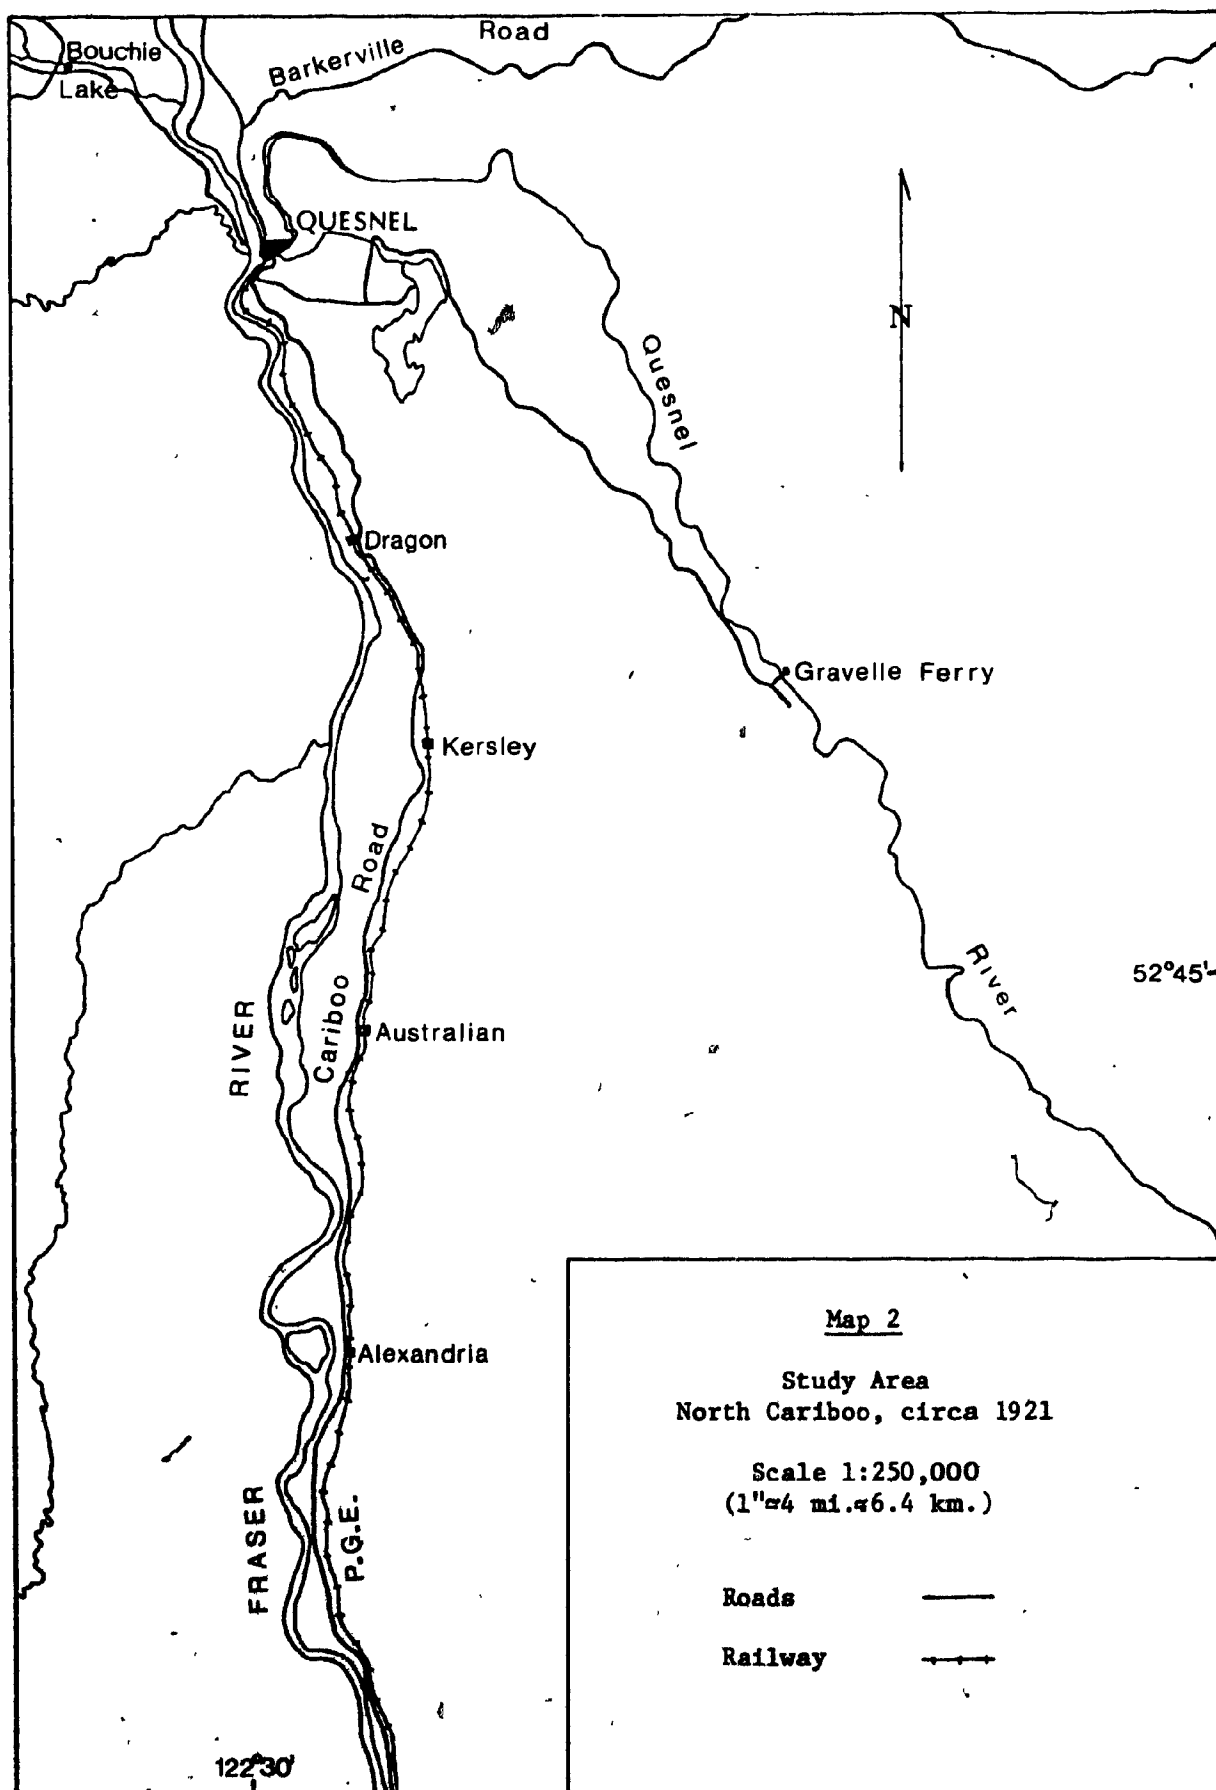 Road
Barkerville
Bouchie
Lake
QUESNEL
N
Quesnel
Dragon
Gravelle Ferry
Kersley
Road
River
52°45'
Cariboo
RIVER
Australian
Alexandria
FRASER
P.G.E.
122°30'
Map 2
Study Area
North Cariboo, circa 1921
Scale 1:250,000
(1"≈4 mi.≈6.4 km.)
Roads
Railway